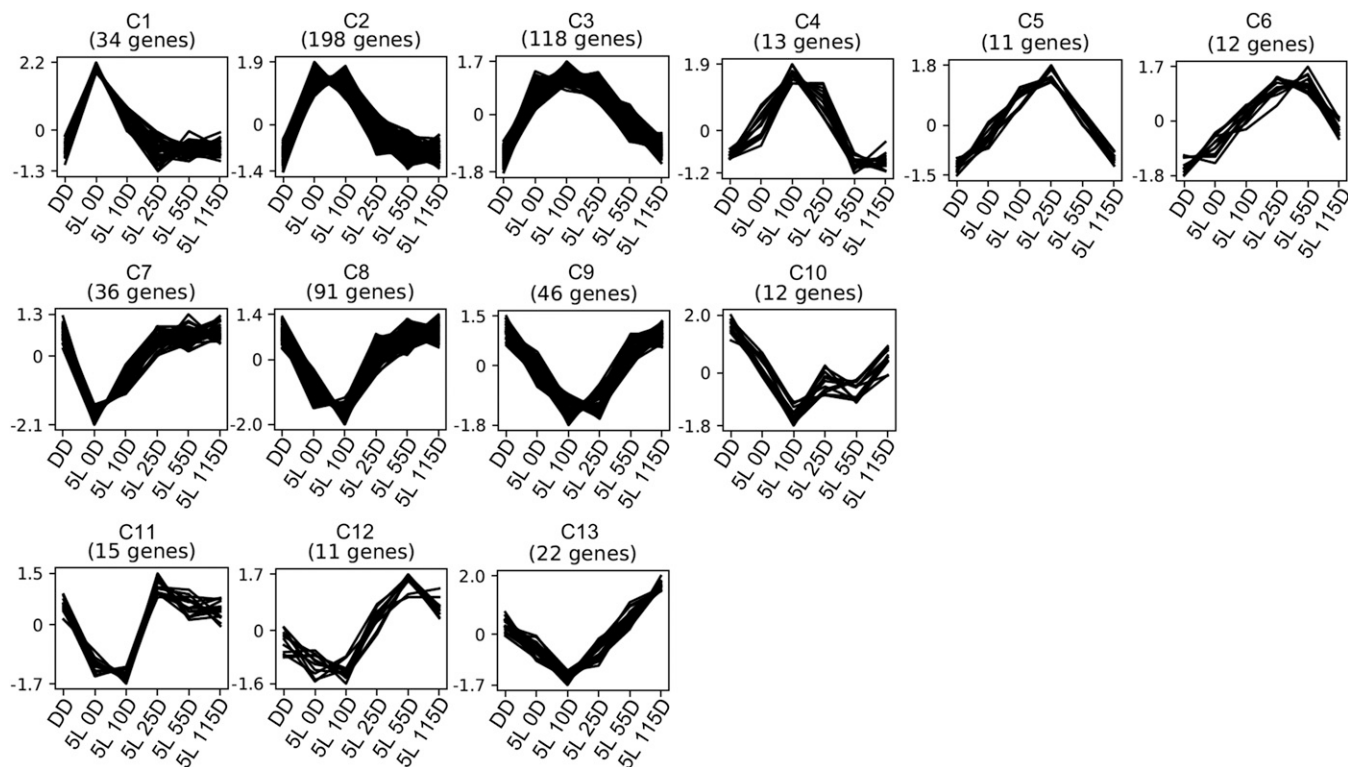 C1
(34 genes)
2.2
0
-1.3
DD
5L 0D
5L 10D
5L 25D
5L 55D
5L 115D
C2
(198 genes)
1.9
0
-1.4
DD
5L 0D
5L 10D
5L 25D
5L 55D
5L 115D
C3
(118 genes)
1.7
0
-1.8
DD
5L 0D
5L 10D
5L 25D
5L 55D
5L 115D
C4
(13 genes)
1.9
0
-1.2
DD
5L 0D
5L 10D
5L 25D
5L 55D
5L 115D
C5
(11 genes)
1.8
0
-1.5
DD
5L 0D
5L 10D
5L 25D
5L 55D
5L 115D
C6
(12 genes)
1.7
0
-1.8
DD
5L 0D
5L 10D
5L 25D
5L 55D
5L 115D
C7
(36 genes)
1.3
0
-2.1
DD
5L 0D
5L 10D
5L 25D
5L 55D
5L 115D
C8
(91 genes)
1.4
0
-2.0
DD
5L 0D
5L 10D
5L 25D
5L 55D
5L 115D
C9
(46 genes)
1.5
0
-1.8
DD
5L 0D
5L 10D
5L 25D
5L 55D
5L 115D
C10
(12 genes)
2.0
0
-1.8
DD
5L 0D
5L 10D
5L 25D
5L 55D
5L 115D
C11
(15 genes)
1.5
0
-1.7
DD
5L 0D
5L 10D
5L 25D
5L 55D
5L 115D
C12
(11 genes)
1.7
0
-1.6
DD
5L 0D
5L 10D
5L 25D
5L 55D
5L 115D
C13
(22 genes)
2.0
0
-1.7
DD
5L 0D
5L 10D
5L 25D
5L 55D
5L 115D